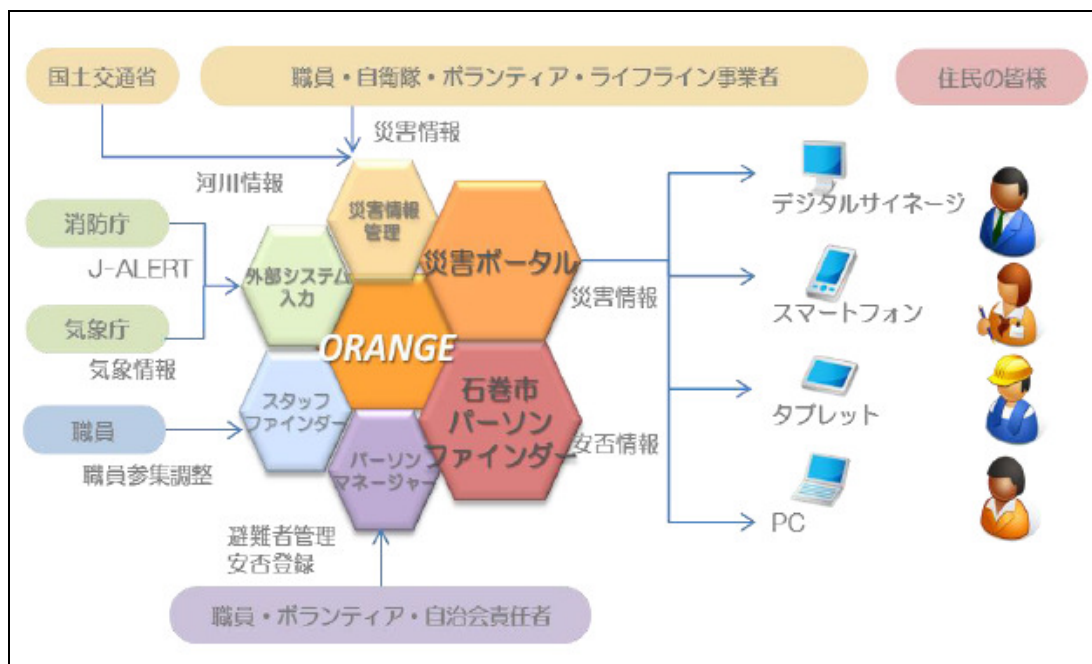 国土交通省
職員・自衛隊・ボランティア・ライフライン事業者
住民の皆様
災害情報
河川情報
消防庁
J-ALERT
気象庁
気象情報
職員
職員参集調整
災害情報
管理
外部システム
入力
災害ポータル
ORANGE
スタッフ
ファインダー
石巻市
パーソン
ファインダー
パーソン
マネージャー
避難者管理
安否登録
職員・ボランティア・自治会責任者
災害情報
安否情報
デジタルサイネージ
スマートフォン
タブレット
PC